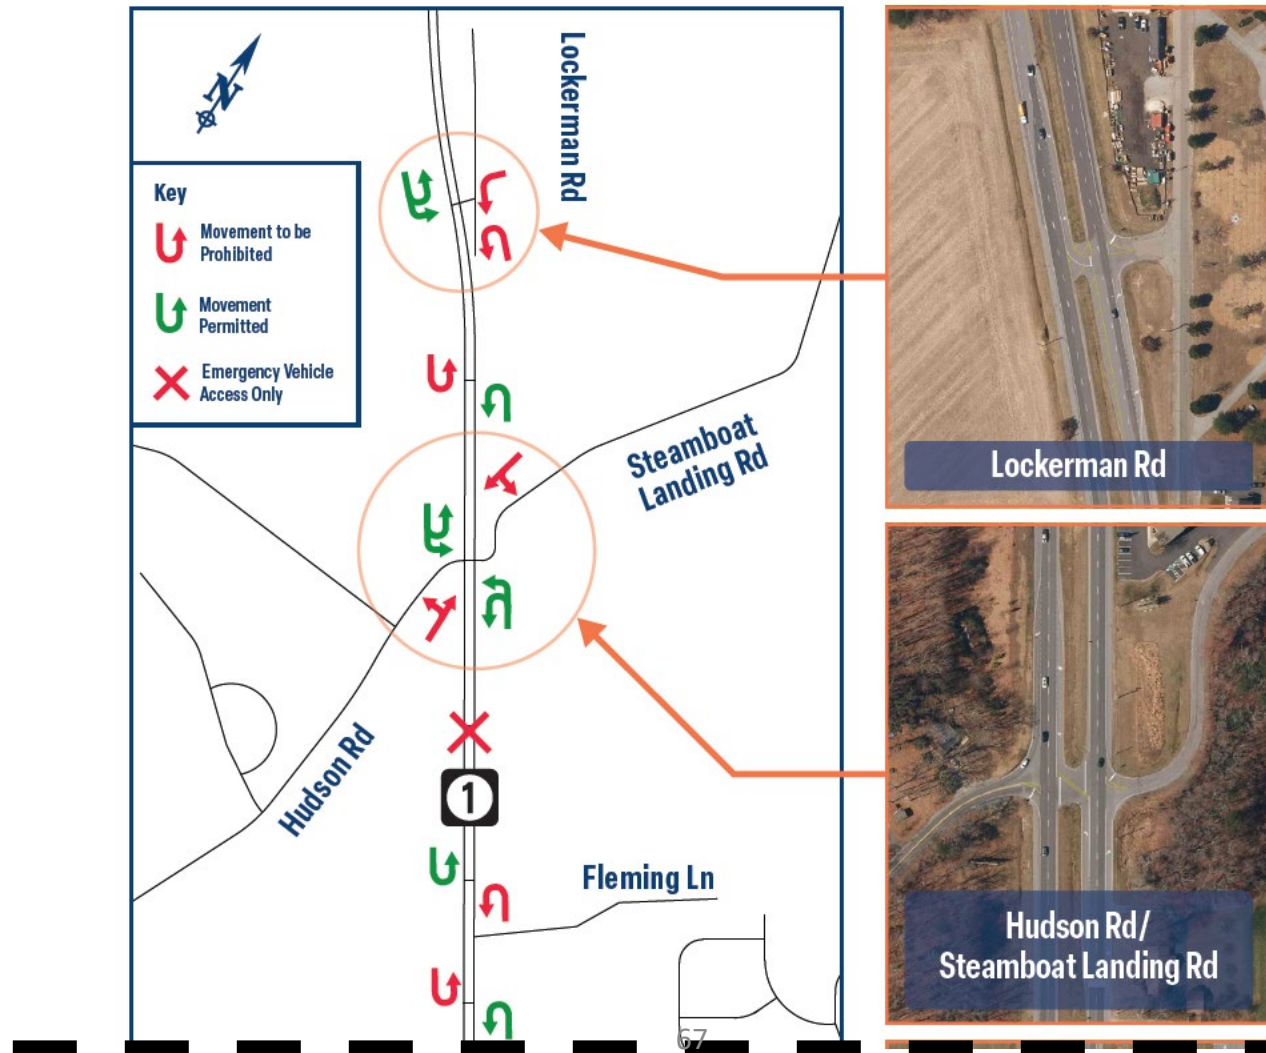 N
Lockerman Rd
Key
Movement to be
Prohibited
Movement
Permitted
Emergency Vehicle
Access Only
Steamboat
Landing Rd
Hudson Rd
1
Fleming Ln
67
Lockerman Rd
Hudson Rd/
Steamboat Landing Rd